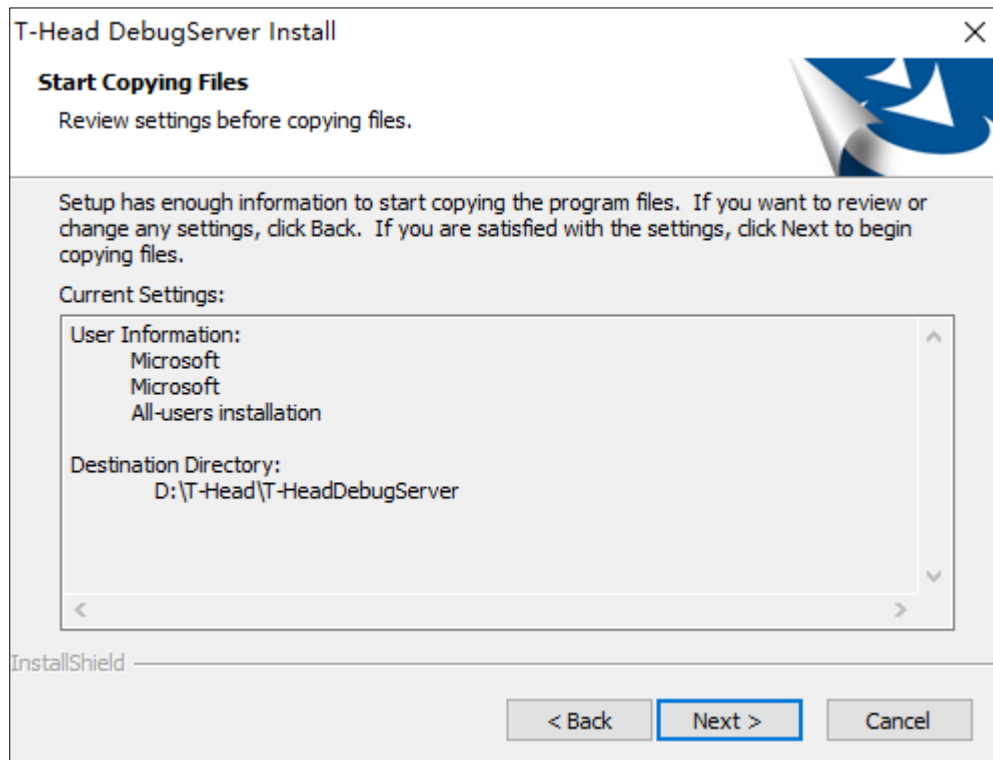 T-Head DebugServer Install
Start Copying Files
Review settings before copying files.
Setup has enough information to start copying the program files.  If you want to review or
change any settings, click Back.  If you are satisfied with the settings, click Next to begin
copying files.
Current Settings:
User Information:
Microsoft
Microsoft
All-users installation
Destination Directory:
D:\T-Head\T-HeadDebugServer
InstallShield
< Back Next > Cancel